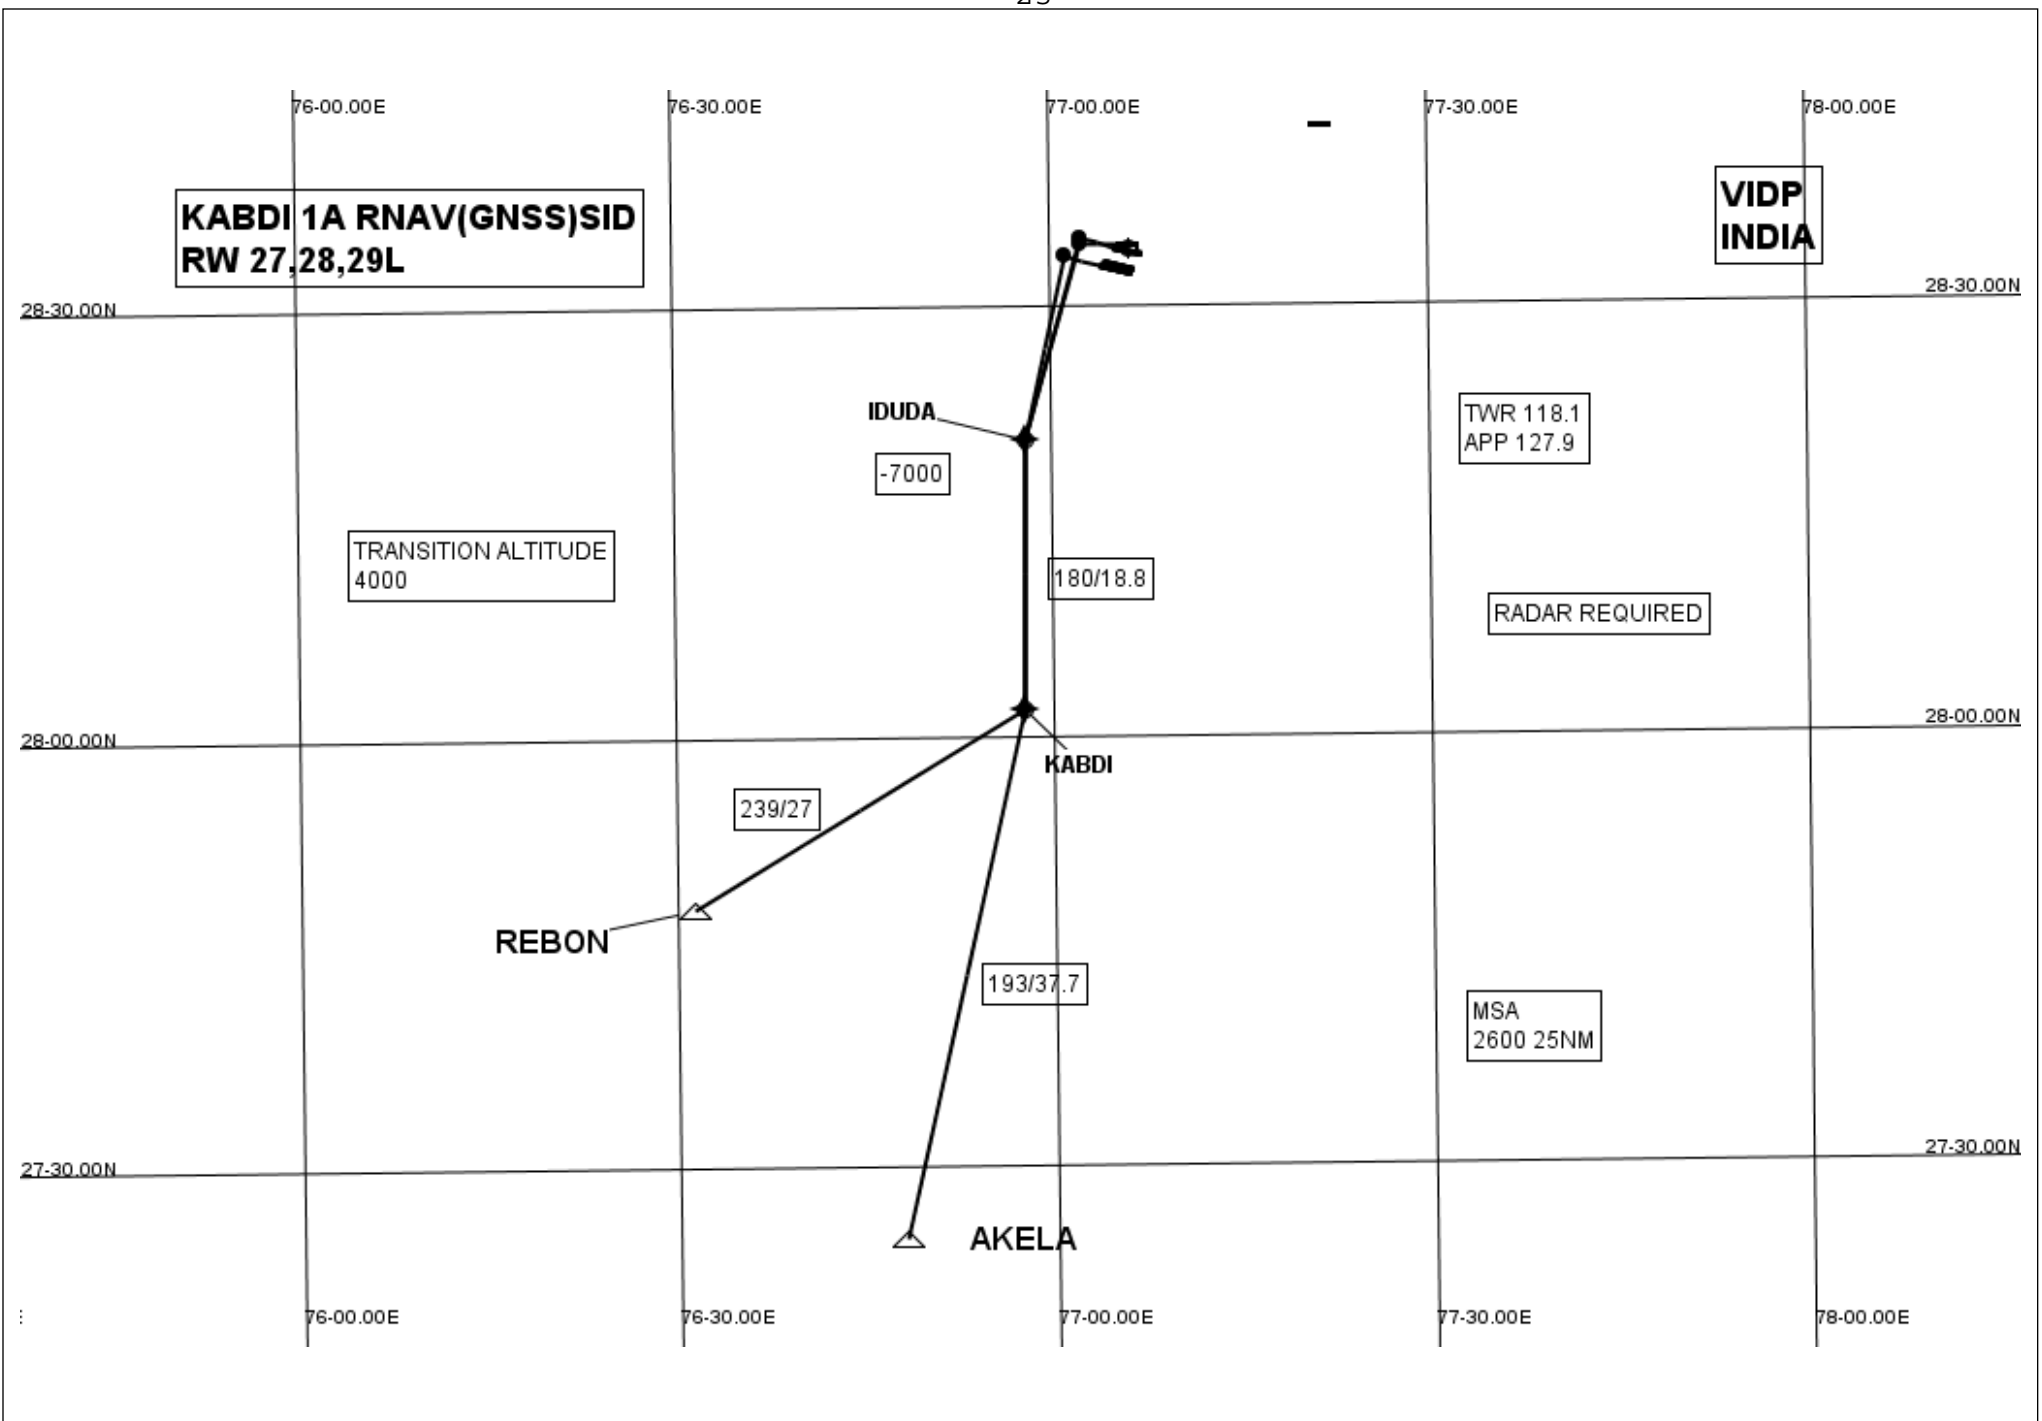 76-00.00E
76-30.00E
77-00.00E
77-30.00E
78-00.00E
KABDI 1A RNAV(GNSS)SID
RW 27,28,29L
VIDP
INDIA
28-30.00N
28-30.00N
IDUDA
-7000
TWR 118.1
APP 127.9
TRANSITION ALTITUDE
4000
180/18.8
RADAR REQUIRED
28-00.00N
28-00.00N
KABDI
239/27
REBON
193/37.7
MSA
2600 25NM
27-30.00N
27-30.00N
AKELA
76-00.00E
76-30.00E
77-00.00E
77-30.00E
78-00.00E